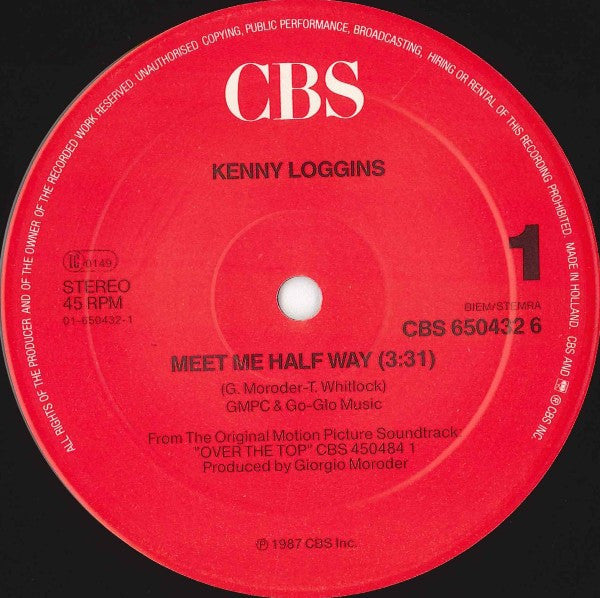 ALL RIGHTS OF THE PRODUCER AND OF THE OWNER OF THE RECORDED WORK RESERVED. UNAUTHORISED COPYING, PUBLIC PERFORMANCE, BROADCASTING, HIRING OR RENTAL OF THIS RECORDING PROHIBITED. MADE IN HOLLAND. CBS AND ℗ CBS INC.
CBS
KENNY LOGGINS
1
0149
STEREO
45 RPM
01-650432-1
BIEM/STEMRA
CBS 650432 6
MEET ME HALF WAY (3:31)
(G. Moroder-T. Whitlock)
GMPC & Go-Glo Music
From The Original Motion Picture Soundtrack:
"OVER THE TOP" CBS 450484 1
Produced by Giorgio Moroder
℗ 1987 CBS Inc.